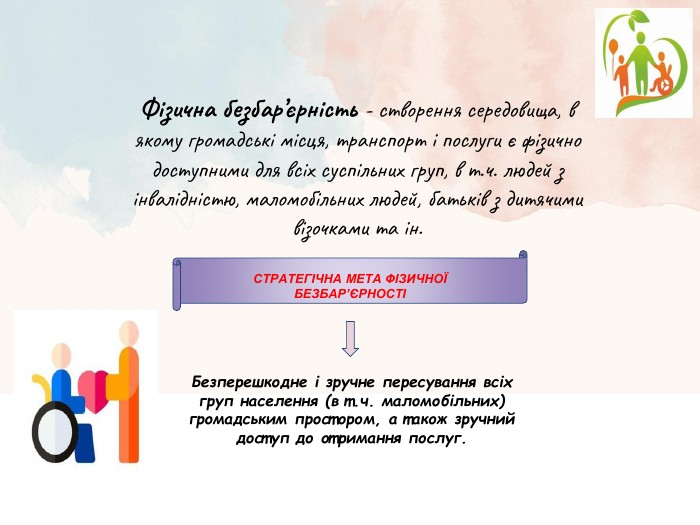 Фізична безбар’єрність - створення середовища, в
якому громадські місця, транспорт і послуги є фізично
доступними для всіх суспільних груп, в т.ч. людей з
інвалідністю, маломобільних людей, батьків з дитячими
візочками та ін.
СТРАТЕГІЧНА МЕТА ФІЗИЧНОЇ
БЕЗБАР’ЄРНОСТІ
Безперешкодне і зручне пересування всіх
груп населення (в т.ч. маломобільних)
громадським простором, а також зручний
доступ до отримання послуг.